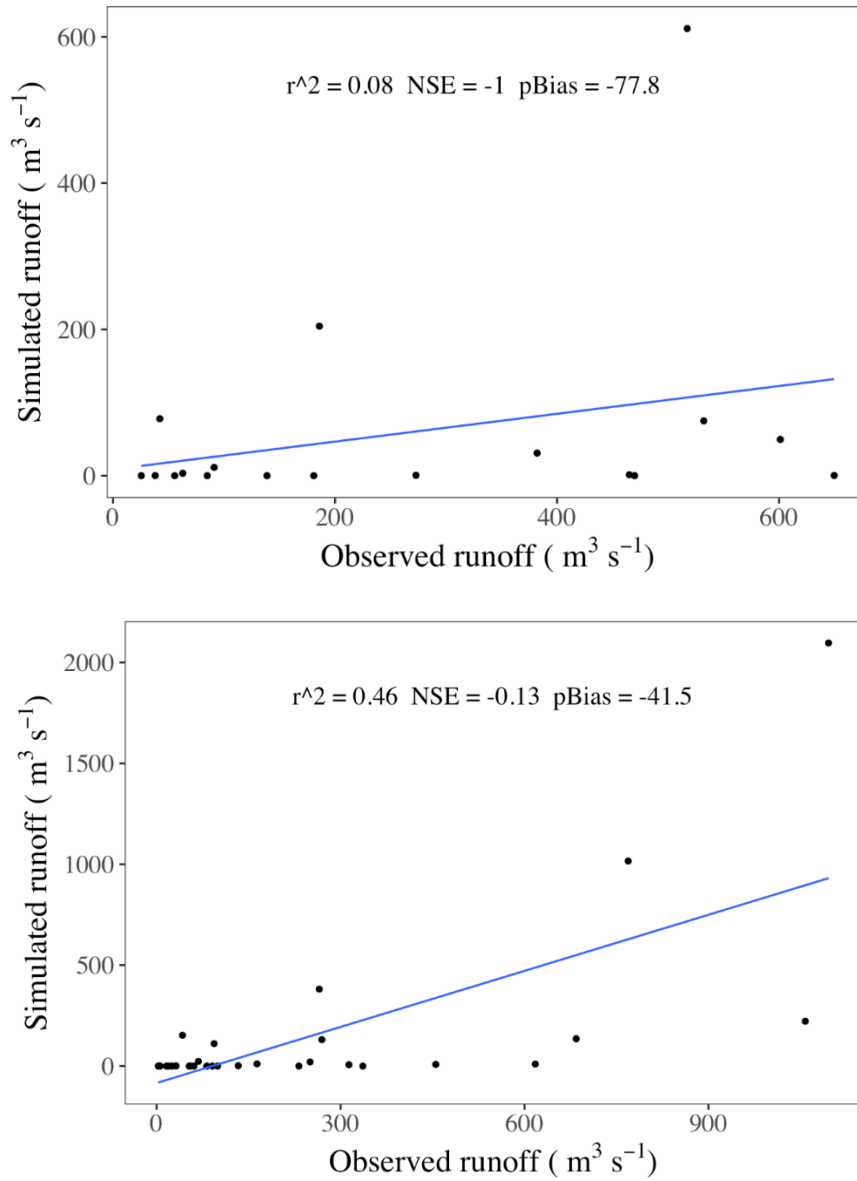 600
r^2 = 0.08 NSE = -1 pBias = -77.8
400
200
0
Simulated runoff ( m³ s⁻¹)
0 200 400 600
Observed runoff ( m³ s⁻¹)
2000
r^2 = 0.46 NSE = -0.13 pBias = -41.5
1500
1000
500
0
Simulated runoff ( m³ s⁻¹)
0 300 600 900
Observed runoff ( m³ s⁻¹)